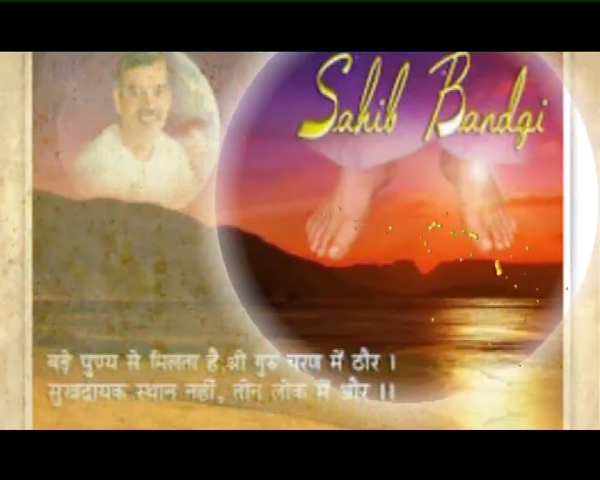 Sahib Bandgi
बड़े पुण्य से मिलता है,श्री गुरु चरण में ठौर ।
सुखदायक स्थान नहीं, तीन लोक में और ।।